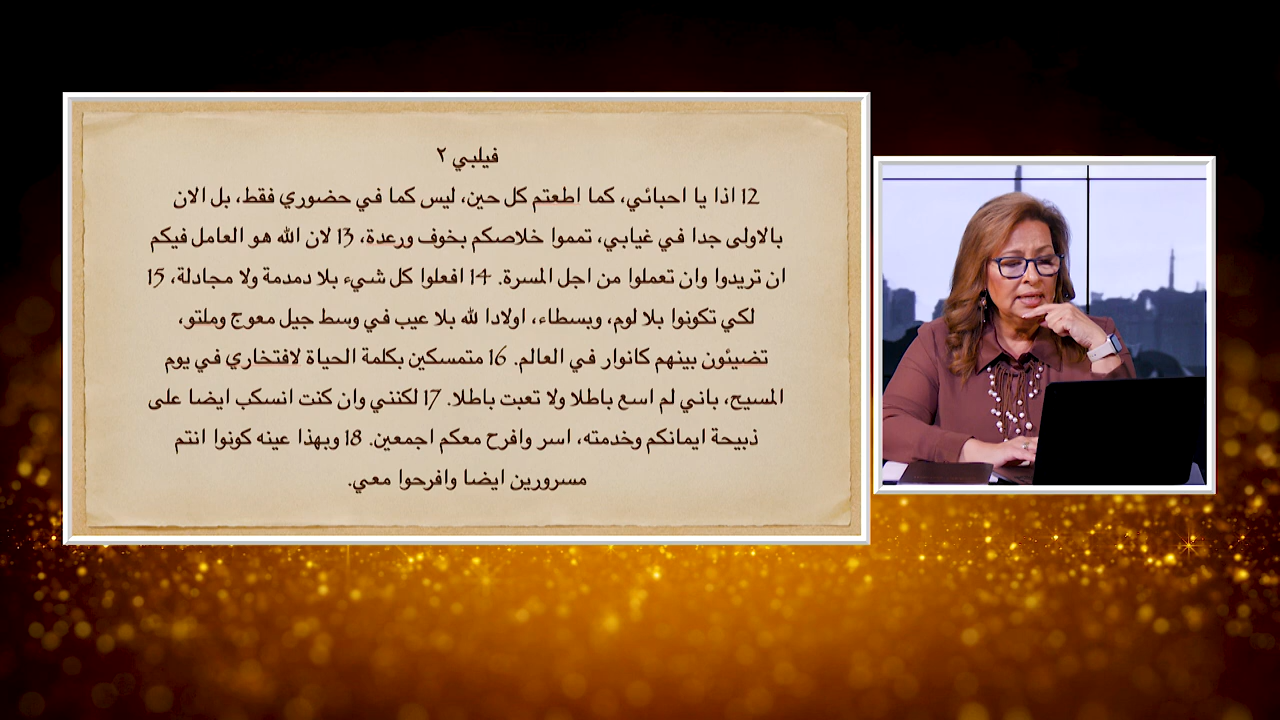 فيلبي ٢
12 اذا يا احبائي، كما اطعتم كل حين، ليس كما في حضوري فقط، بل الان
بالاولى جدا في غيابي، تمموا خلاصكم بخوف ورعدة، 13 لان الله هو العامل فيكم
ان تريدوا وان تعملوا من اجل المسرة. 14 افعلوا كل شيء بلا دمدمة ولا مجادلة، 15
لكي تكونوا بلا لوم، وبسطاء، اولادا لله بلا عيب في وسط جيل معوج وملتو،
تضيئون بينهم كانوار في العالم. 16 متمسكين بكلمة الحياة لافتخاري في يوم
المسيح، باني لم اسع باطلا ولا تعبت باطلا. 17 لكنني وان كنت انسكب ايضا على
ذبيحة ايمانكم وخدمته، اسر وافرح معكم اجمعين. 18 وبهذا عينه كونوا انتم
مسرورين ايضا وافرحوا معي.